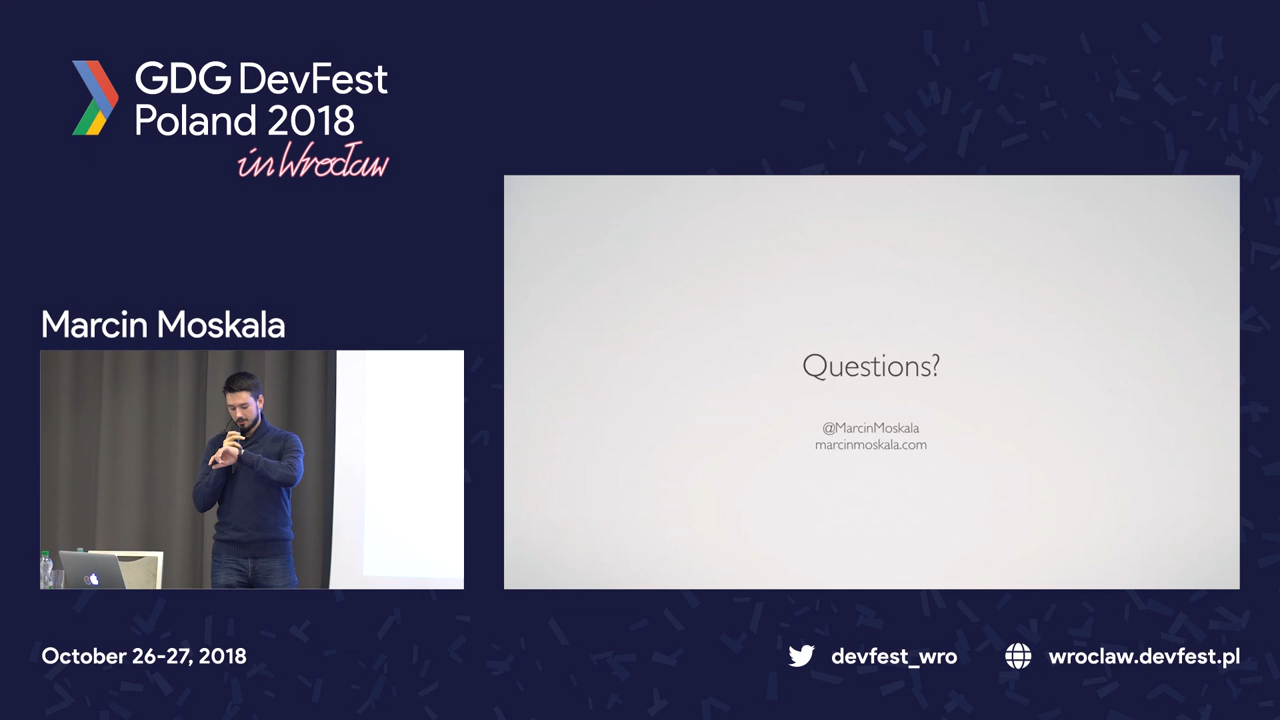 GDG DevFest
Poland 2018
in Wrocław
Marcin Moskala
Questions?
@MarcinMoskala
marcinmoskala.com
October 26-27, 2018
devfest_wro
wroclaw.devfest.pl